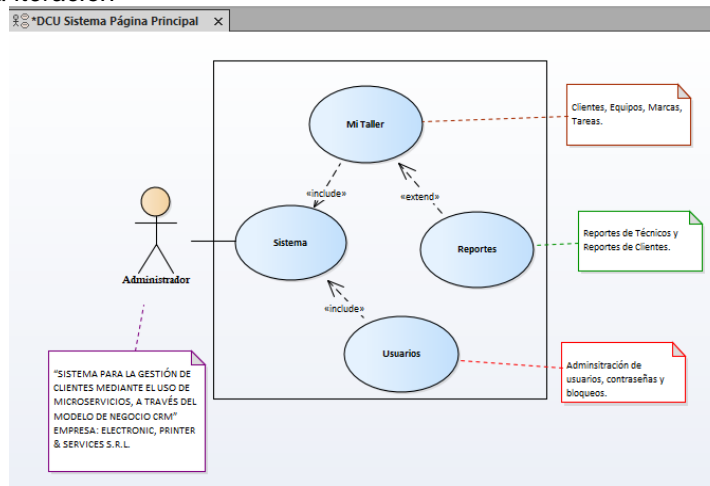 *DCU Sistema Página Principal
Mi Taller
Clientes, Equipos, Marcas,
Tareas.
«include»
«extend»
Sistema
Reportes
Reportes de Técnicos y
Reportes de Clientes.
Administrador
«include»
Usuarios
Adminsitración de
usuarios, contraseñas y
bloqueos.
“SISTEMA PARA LA GESTIÓN DE
CLIENTES MEDIANTE EL USO DE
MICROSERVICIOS, A TRAVÉS DEL
MODELO DE NEGOCIO CRM”
EMPRESA: ELECTRONIC, PRINTER
& SERVICES S.R.L.